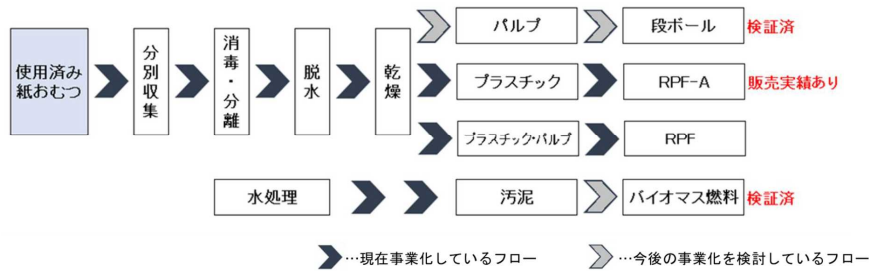 使用済み
紙おむつ
分別収集
消毒・分離
脱水
乾燥
パルプ
段ボール
検証済
プラスチック
RPF-A
販売実績あり
プラスチック・パルプ
RPF
水処理
汚泥
バイオマス燃料
検証済
…現在事業化しているフロー
…今後の事業化を検討しているフロー